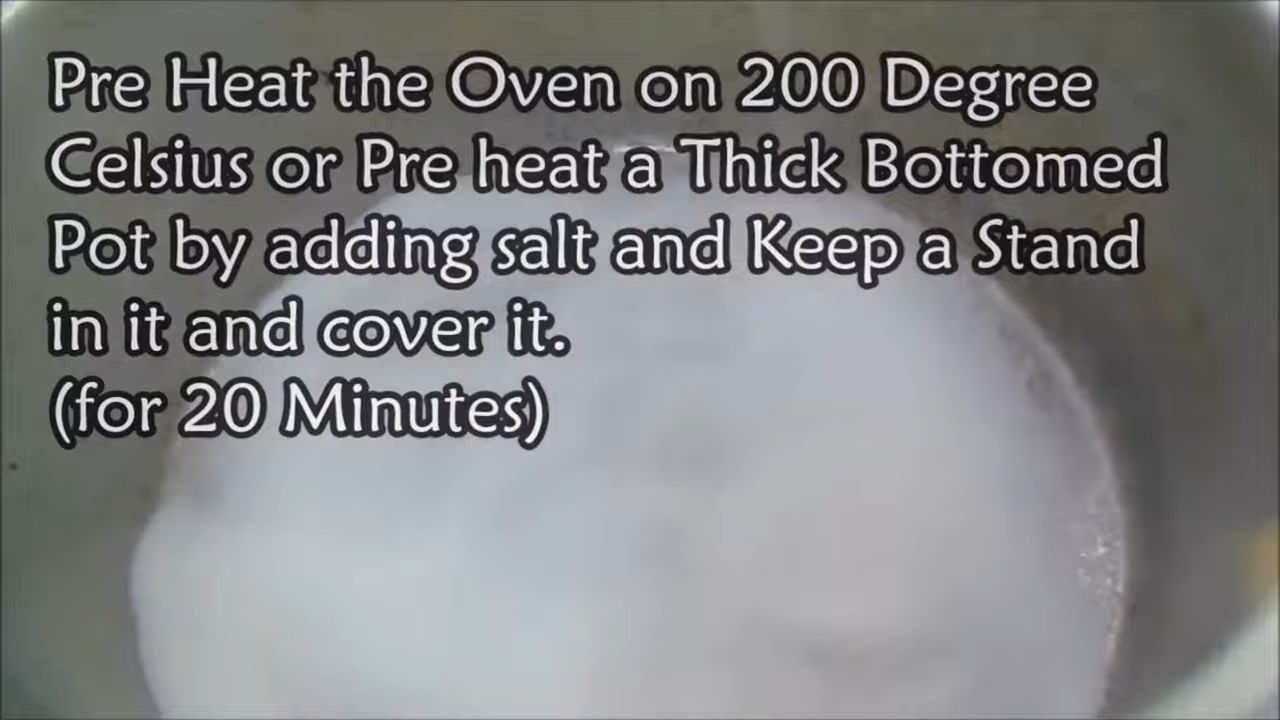 Pre Heat the Oven on 200 Degree
Celsius or Pre heat a Thick Bottomed
Pot by adding salt and Keep a Stand
in it and cover it.
(for 20 Minutes)